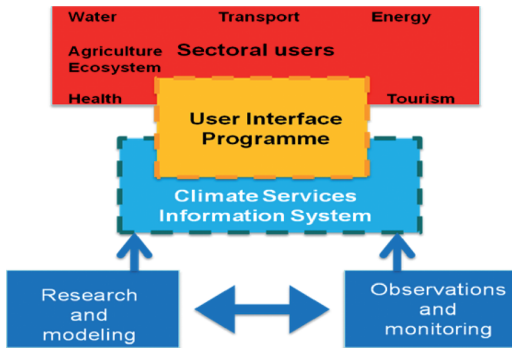 Water Transport Energy
Agriculture Sectoral users
Ecosystem
Health Tourism
User Interface
Programme
Climate Services
Information System
Research
and
modeling
Observations
and
monitoring